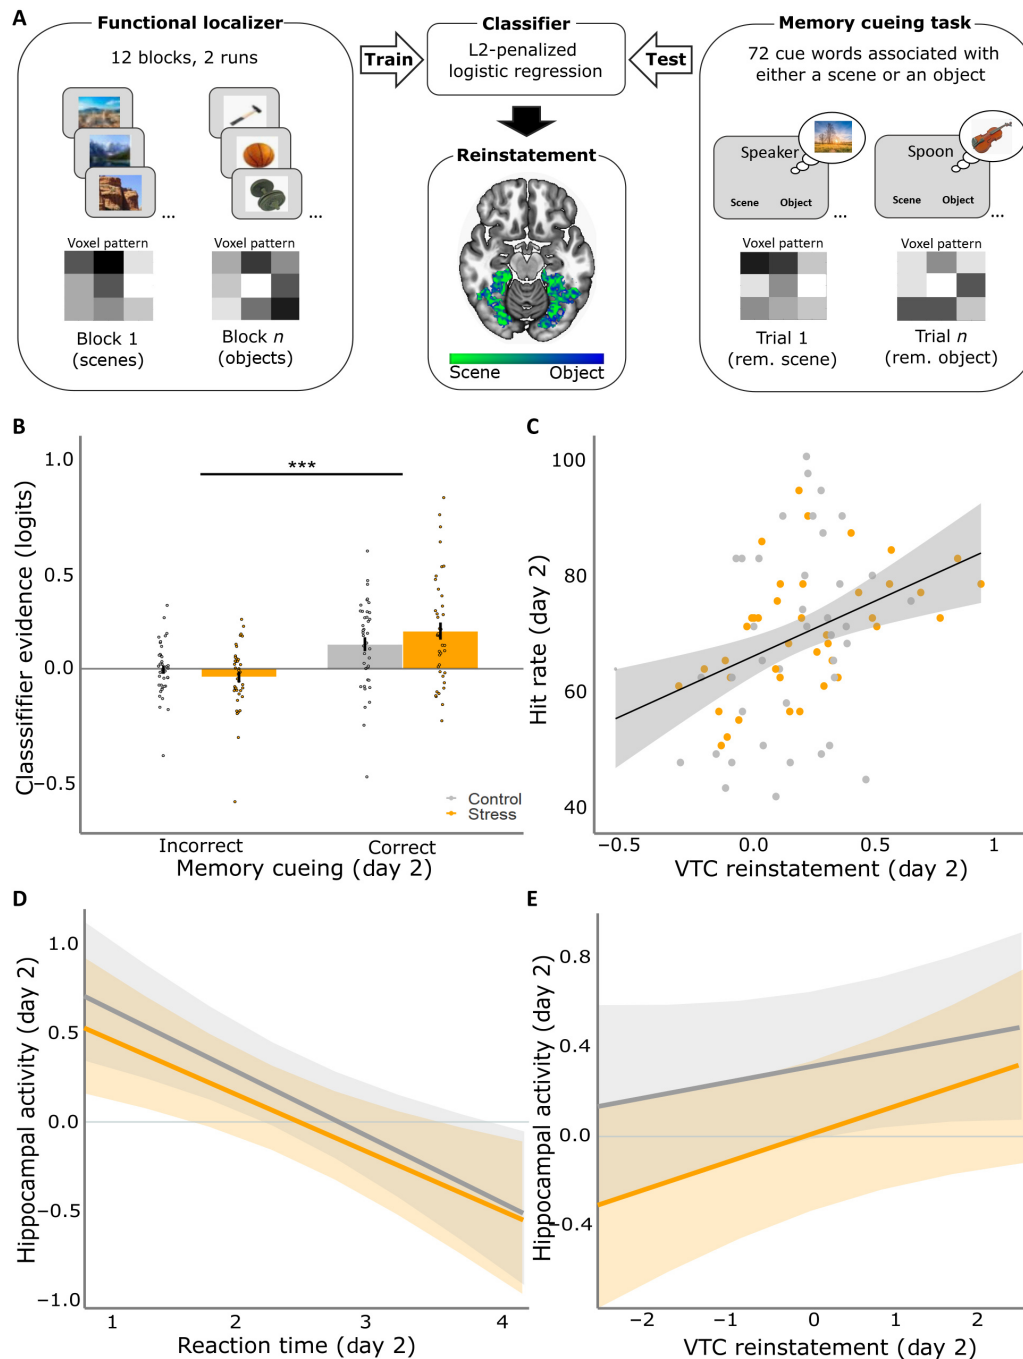 A
Functional localizer
12 blocks, 2 runs
...
...
Voxel pattern
Voxel pattern
Block 1
(scenes)
Block n
(objects)
Train
Classifier
L2-penalized
logistic regression
Test
Reinstatement
Scene
Object
Memory cueing task
72 cue words associated with
either a scene or an object
Speaker
Scene
Object
...
Spoon
Scene
Object
...
Voxel pattern
Voxel pattern
Trial 1
(rem. scene)
Trial n
(rem. object)
B
Classsififier evidence (logits)
1.0
0.5
0.0
−0.5
***
Control
Stress
Incorrect
Correct
Memory cueing (day 2)
C
Hit rate (day 2)
100
80
60
40
−0.5
0.0
0.5
1
VTC reinstatement (day 2)
D
Hippocampal activity (day 2)
1.0
0.5
0.0
−0.5
−1.0
1
2
3
4
Reaction time (day 2)
E
Hippocampal activity (day 2)
0.8
0.4
0.0
−0.4
−2
−1
0
1
2
VTC reinstatement (day 2)